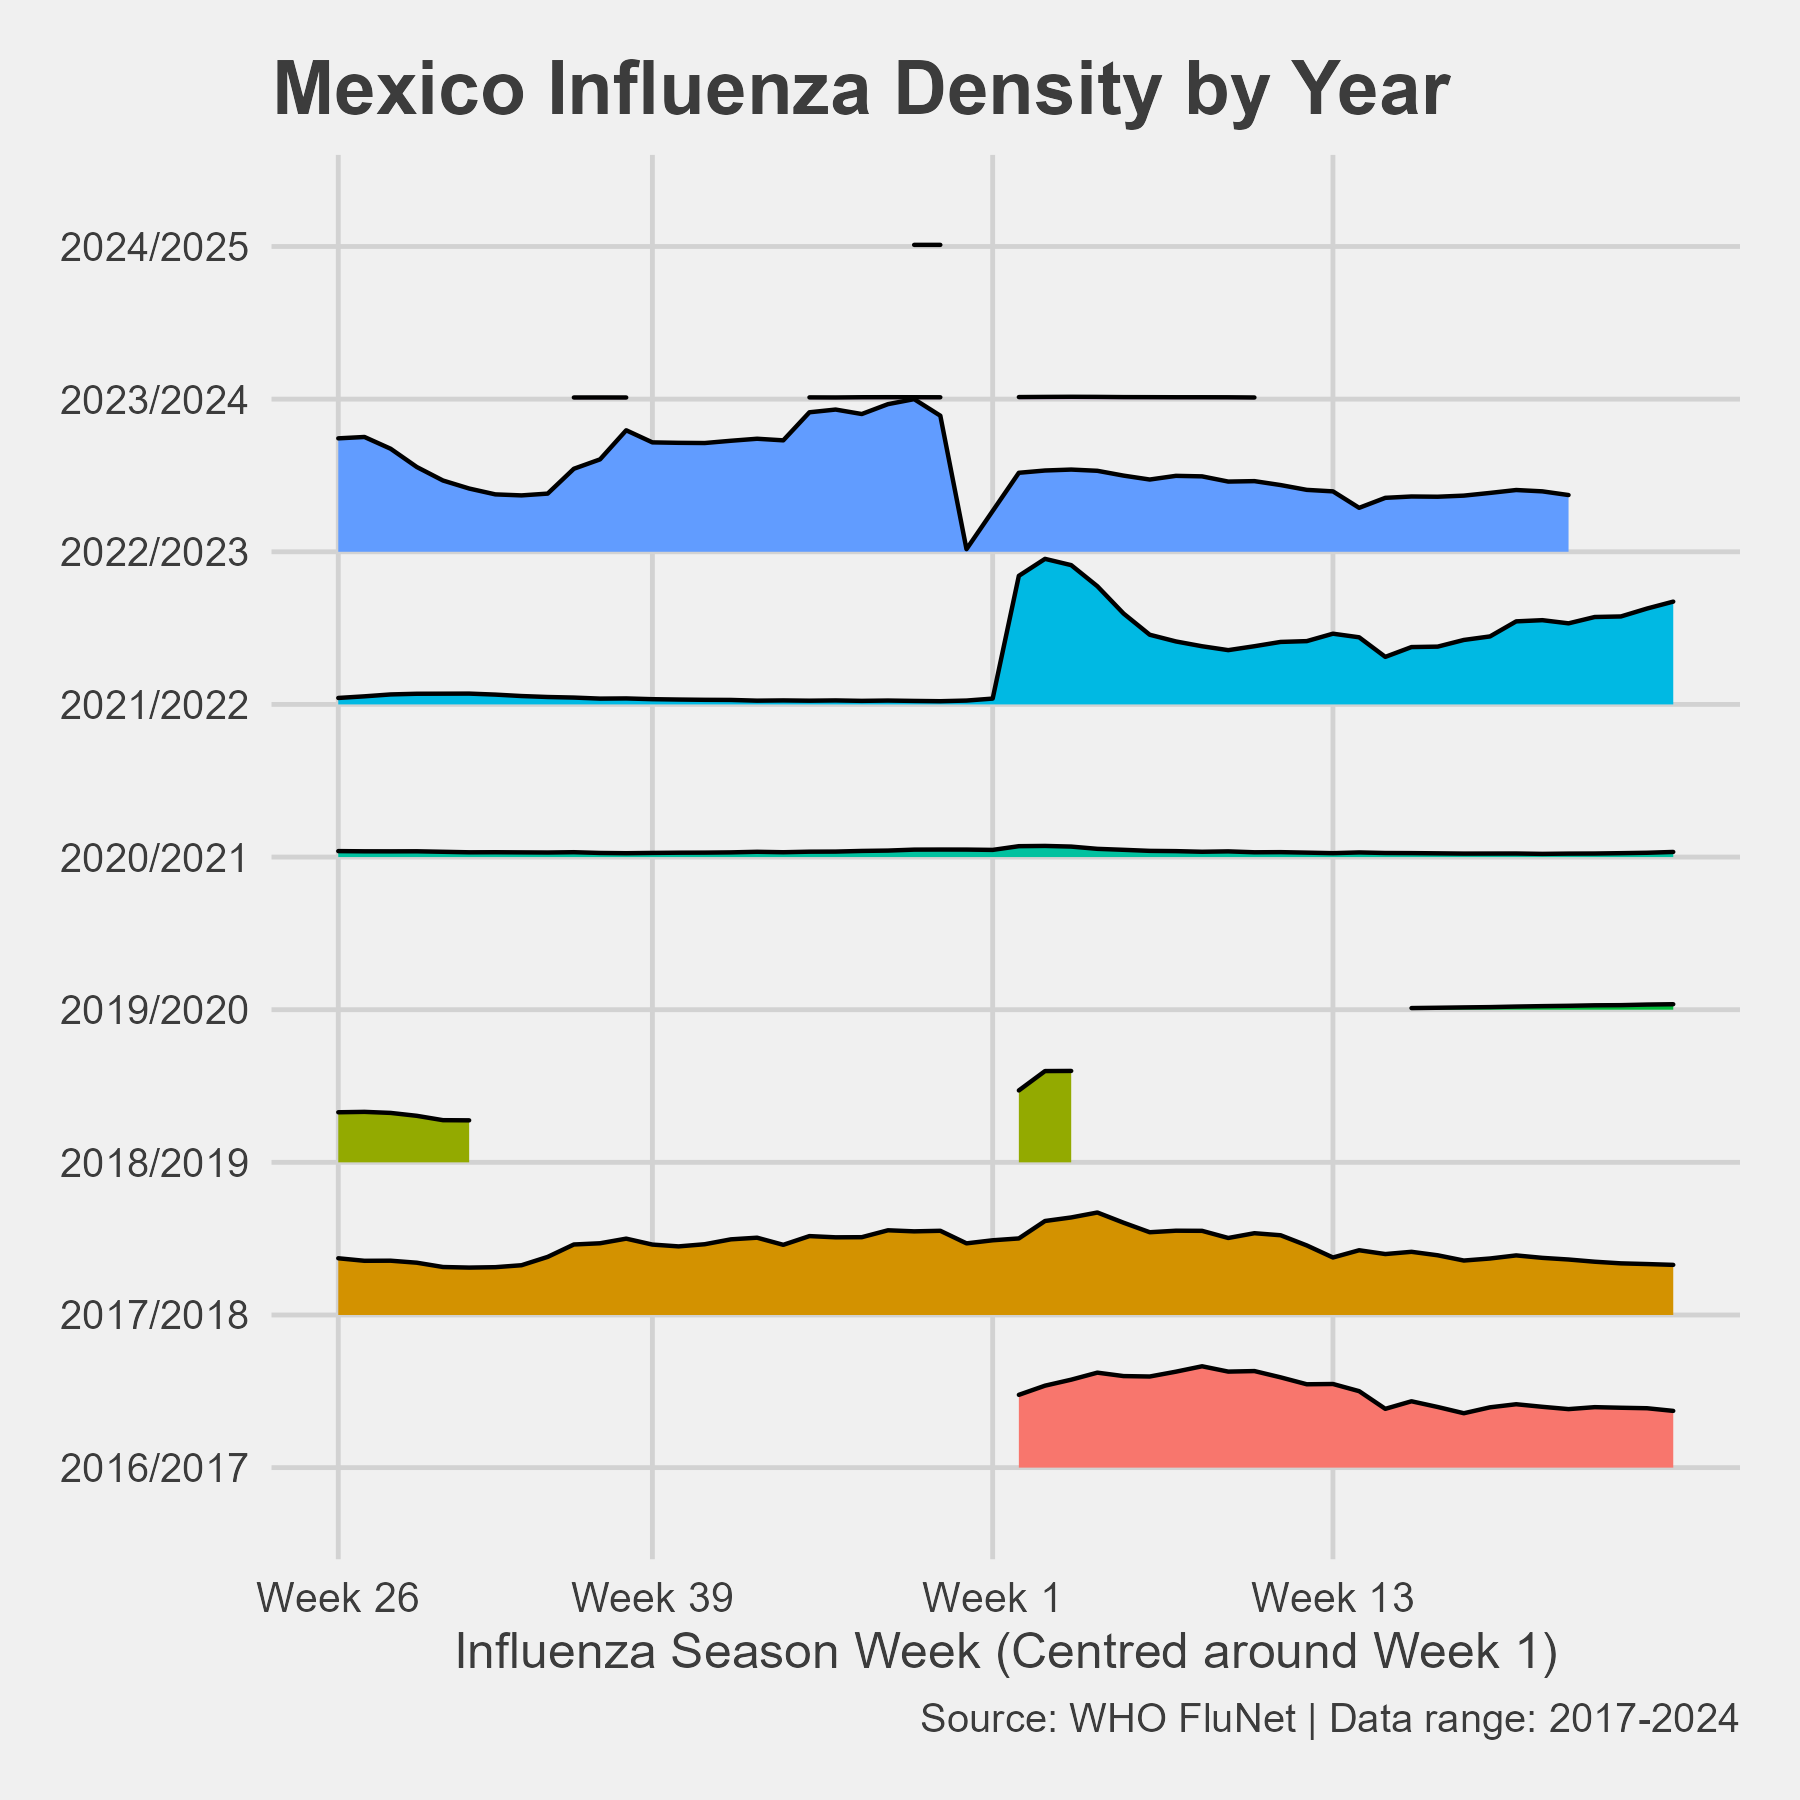 Mexico Influenza Density by Year
2024/2025
2023/2024
2022/2023
2021/2022
2020/2021
2019/2020
2018/2019
2017/2018
2016/2017
Week 26 Week 39 Week 1 Week 13
Influenza Season Week (Centred around Week 1)
Source: WHO FluNet | Data range: 2017-2024